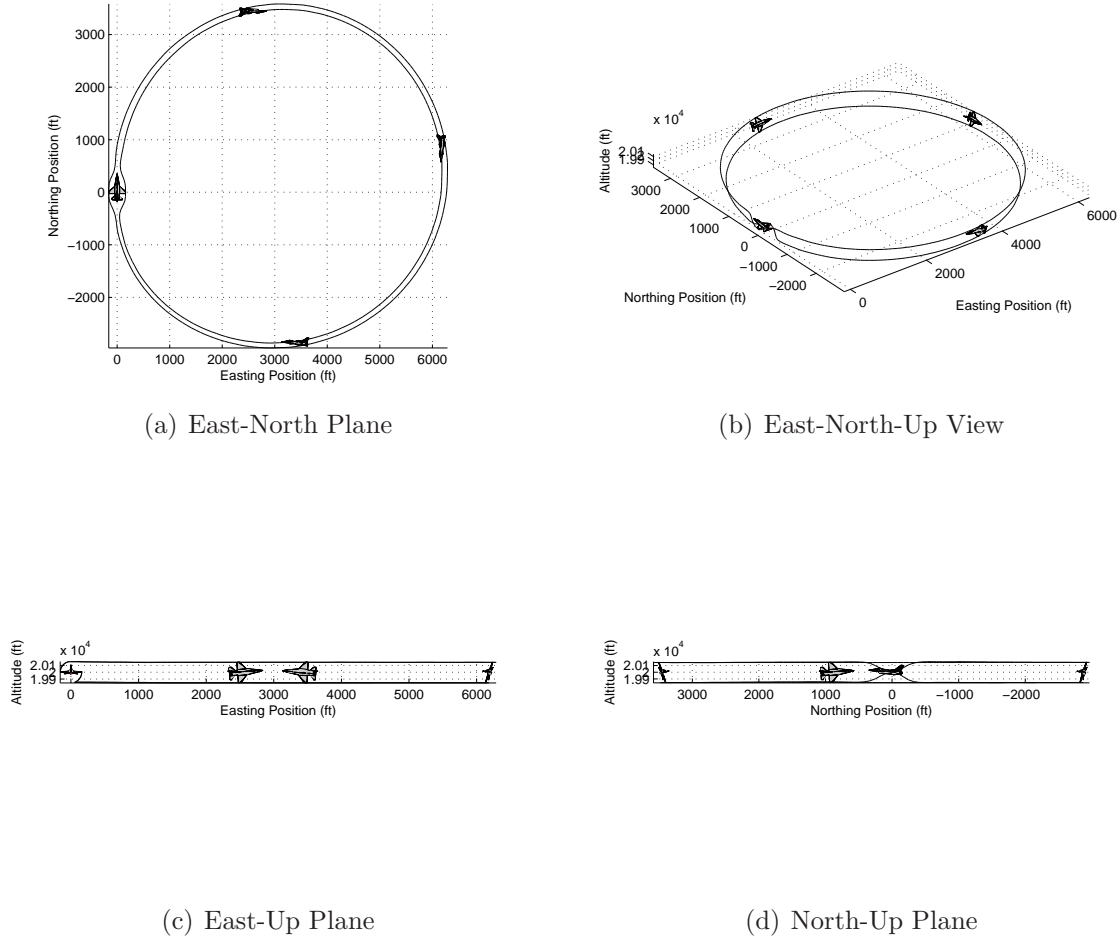 3000
2000
1000
0
−1000
−2000
Northing Position (ft)
0 1000 2000 3000 4000 5000 6000
Easting Position (ft)
(a) East-North Plane
x 10^4
2.01
2
1.99
Altitude (ft)
3000
2000
1000
0
−1000
−2000
Northing Position (ft)
0
2000
4000
6000
Easting Position (ft)
(b) East-North-Up View
x 10^4
2.01
2
1.99
Altitude (ft)
0 1000 2000 3000 4000 5000 6000
Easting Position (ft)
(c) East-Up Plane
x 10^4
2.01
2
1.99
Altitude (ft)
3000 2000 1000 0 −1000 −2000
Northing Position (ft)
(d) North-Up Plane